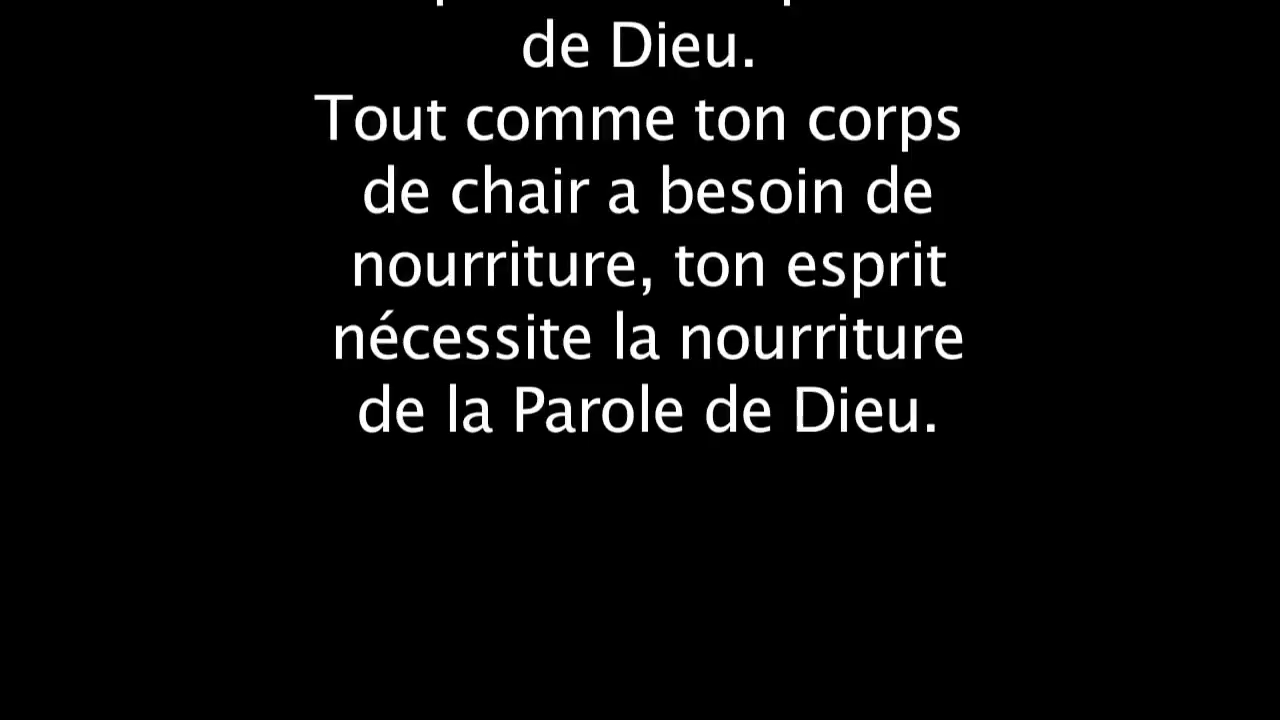 de Dieu.
Tout comme ton corps
de chair a besoin de
nourriture, ton esprit
nécessite la nourriture
de la Parole de Dieu.